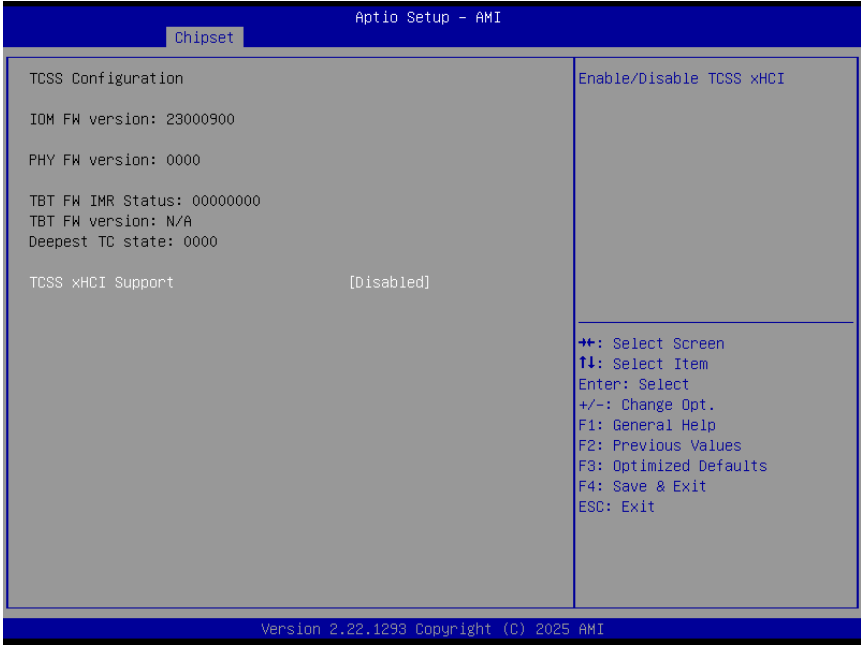 Aptio Setup – AMI
Chipset
TCSS Configuration
IOM FW version: 23000900
PHY FW version: 0000
TBT FW IMR Status: 00000000
TBT FW version: N/A
Deepest TC state: 0000
TCSS xHCI Support [Disabled]
Enable/Disable TCSS xHCI
→←: Select Screen
↑↓: Select Item
Enter: Select
+/-: Change Opt.
F1: General Help
F2: Previous Values
F3: Optimized Defaults
F4: Save & Exit
ESC: Exit
Version 2.22.1293 Copyright (C) 2025 AMI